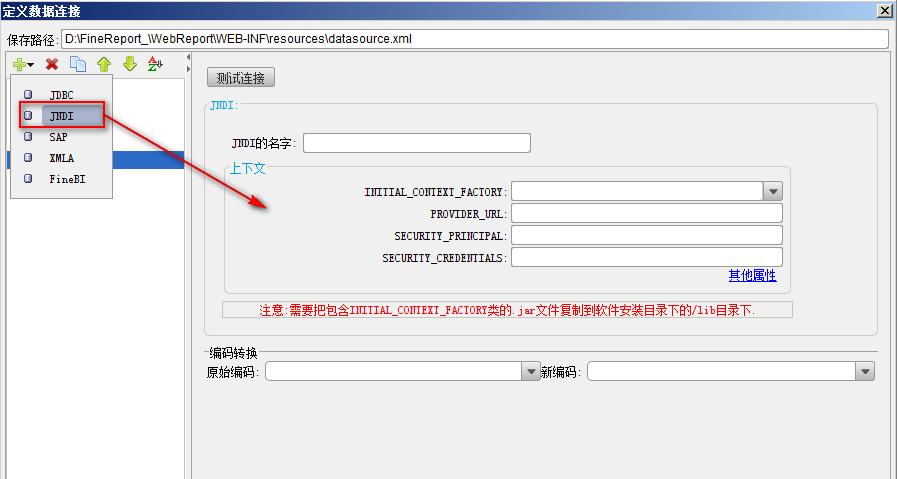 定义数据连接
保存路径: D:\FineReport_\WebReport\WEB-INF\resources\datasource.xml
测试连接
JDBC
JNDI
SAP
XMLA
FineBI
JNDI:
JNDI的名字:
上下文
INITIAL_CONTEXT_FACTORY:
PROVIDER_URL:
SECURITY_PRINCIPAL:
SECURITY_CREDENTIALS:
其他属性
注意:需要把包含INITIAL_CONTEXT_FACTORY类的.jar文件复制到软件安装目录下的/lib目录下.
编码转换
原始编码: 新编码: